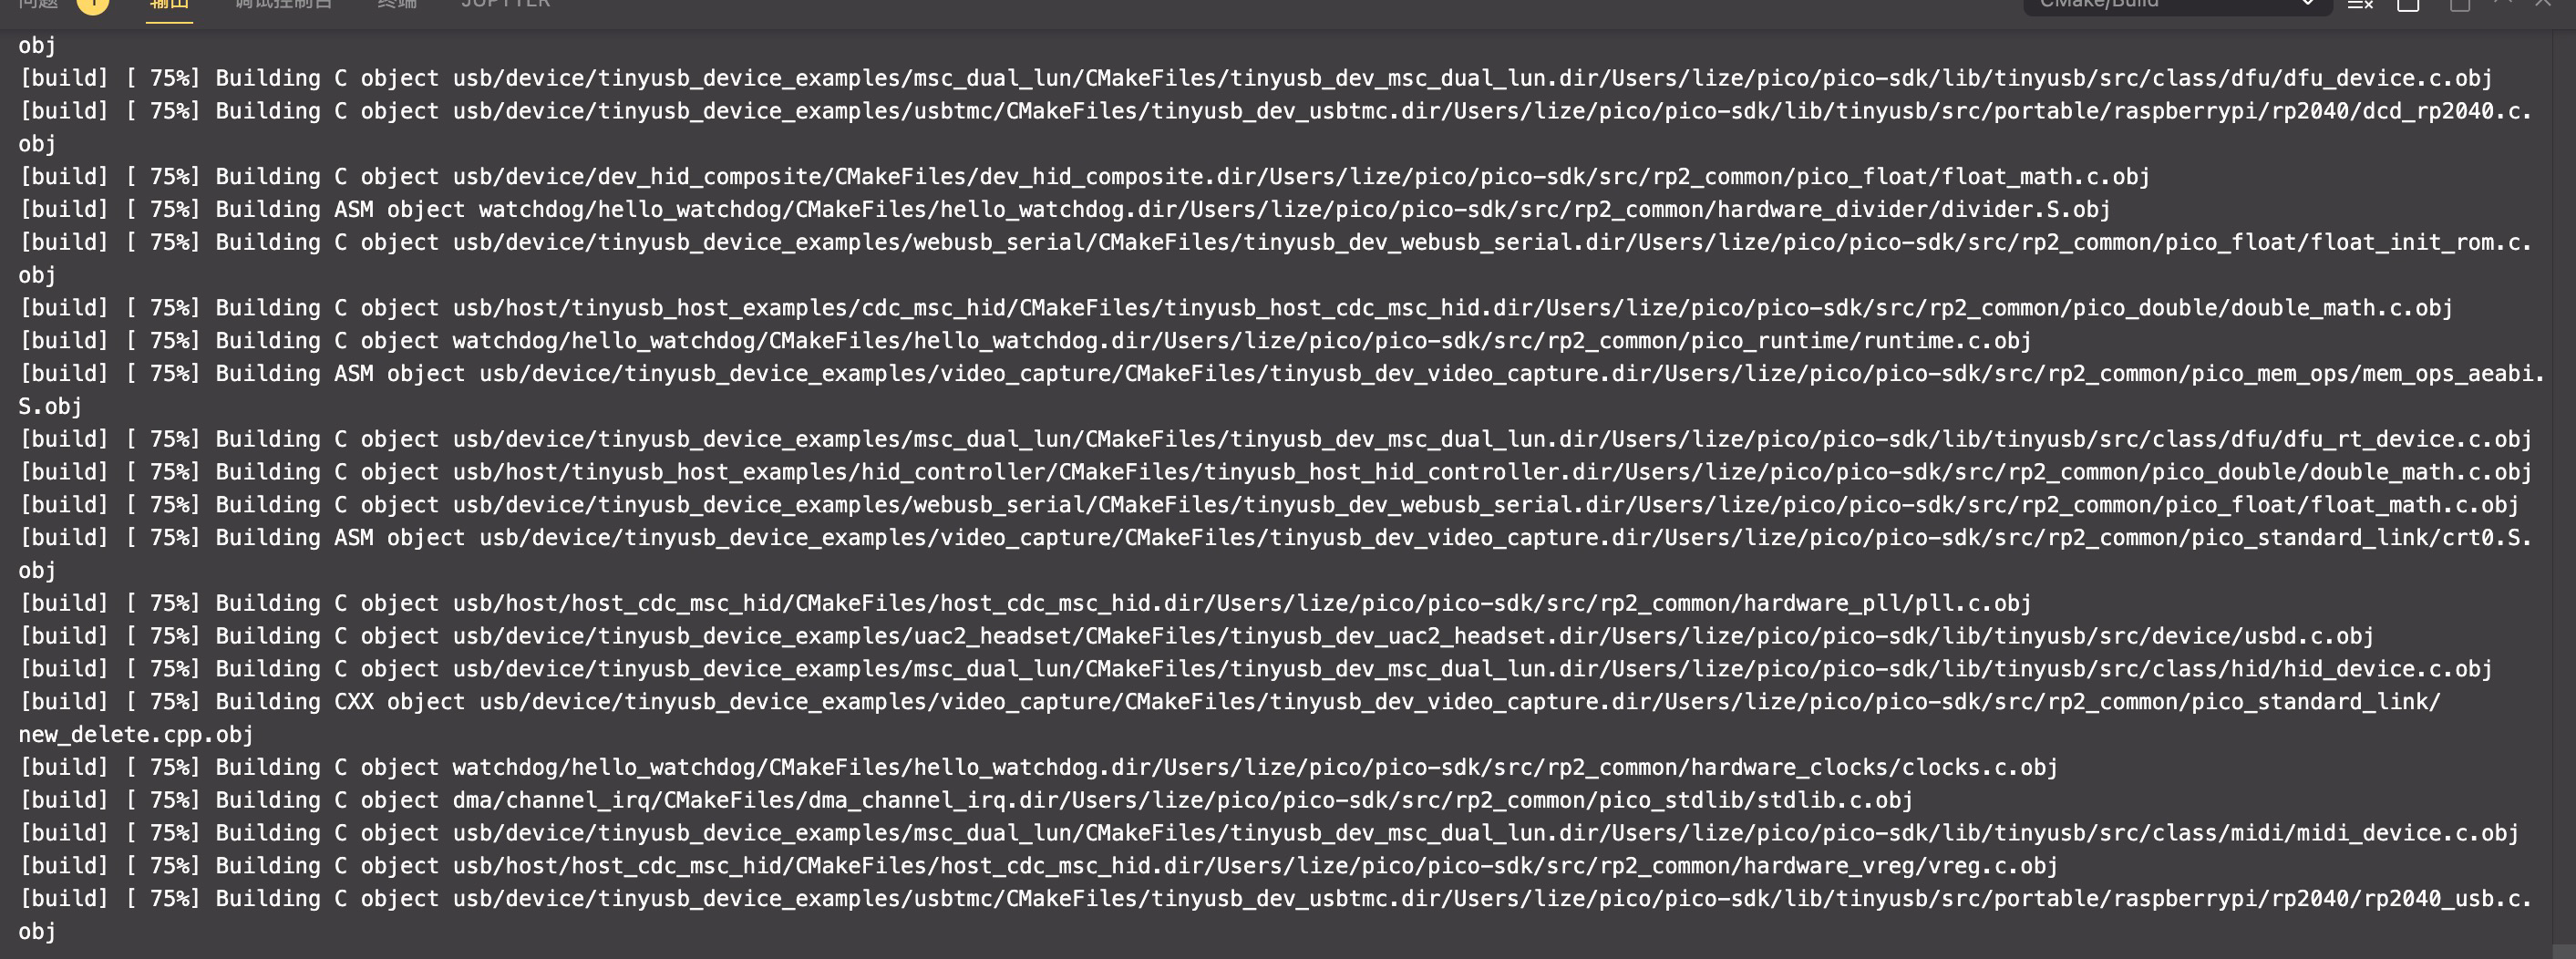 问题 1 输出 调试控制台 终端 JUPYTER CMake/Build
obj
[build] [ 75%] Building C object usb/device/tinyusb_device_examples/msc_dual_lun/CMakeFiles/tinyusb_dev_msc_dual_lun.dir/Users/lize/pico/pico-sdk/lib/tinyusb/src/class/dfu/dfu_device.c.obj
[build] [ 75%] Building C object usb/device/tinyusb_device_examples/usbtmc/CMakeFiles/tinyusb_dev_usbtmc.dir/Users/lize/pico/pico-sdk/lib/tinyusb/src/portable/raspberrypi/rp2040/dcd_rp2040.c.
obj
[build] [ 75%] Building C object usb/device/dev_hid_composite/CMakeFiles/dev_hid_composite.dir/Users/lize/pico/pico-sdk/src/rp2_common/pico_float/float_math.c.obj
[build] [ 75%] Building ASM object watchdog/hello_watchdog/CMakeFiles/hello_watchdog.dir/Users/lize/pico/pico-sdk/src/rp2_common/hardware_divider/divider.S.obj
[build] [ 75%] Building C object usb/device/tinyusb_device_examples/webusb_serial/CMakeFiles/tinyusb_dev_webusb_serial.dir/Users/lize/pico/pico-sdk/src/rp2_common/pico_float/float_init_rom.c.
obj
[build] [ 75%] Building C object usb/host/tinyusb_host_examples/cdc_msc_hid/CMakeFiles/tinyusb_host_cdc_msc_hid.dir/Users/lize/pico/pico-sdk/src/rp2_common/pico_double/double_math.c.obj
[build] [ 75%] Building C object watchdog/hello_watchdog/CMakeFiles/hello_watchdog.dir/Users/lize/pico/pico-sdk/src/rp2_common/pico_runtime/runtime.c.obj
[build] [ 75%] Building ASM object usb/device/tinyusb_device_examples/video_capture/CMakeFiles/tinyusb_dev_video_capture.dir/Users/lize/pico/pico-sdk/src/rp2_common/pico_mem_ops/mem_ops_aeabi.
S.obj
[build] [ 75%] Building C object usb/device/tinyusb_device_examples/msc_dual_lun/CMakeFiles/tinyusb_dev_msc_dual_lun.dir/Users/lize/pico/pico-sdk/lib/tinyusb/src/class/dfu/dfu_rt_device.c.obj
[build] [ 75%] Building C object usb/host/tinyusb_host_examples/hid_controller/CMakeFiles/tinyusb_host_hid_controller.dir/Users/lize/pico/pico-sdk/src/rp2_common/pico_double/double_math.c.obj
[build] [ 75%] Building C object usb/device/tinyusb_device_examples/webusb_serial/CMakeFiles/tinyusb_dev_webusb_serial.dir/Users/lize/pico/pico-sdk/src/rp2_common/pico_float/float_math.c.obj
[build] [ 75%] Building ASM object usb/device/tinyusb_device_examples/video_capture/CMakeFiles/tinyusb_dev_video_capture.dir/Users/lize/pico/pico-sdk/src/rp2_common/pico_standard_link/crt0.S.
obj
[build] [ 75%] Building C object usb/host/host_cdc_msc_hid/CMakeFiles/host_cdc_msc_hid.dir/Users/lize/pico/pico-sdk/src/rp2_common/hardware_pll/pll.c.obj
[build] [ 75%] Building C object usb/device/tinyusb_device_examples/uac2_headset/CMakeFiles/tinyusb_dev_uac2_headset.dir/Users/lize/pico/pico-sdk/lib/tinyusb/src/device/usbd.c.obj
[build] [ 75%] Building C object usb/device/tinyusb_device_examples/msc_dual_lun/CMakeFiles/tinyusb_dev_msc_dual_lun.dir/Users/lize/pico/pico-sdk/lib/tinyusb/src/class/hid/hid_device.c.obj
[build] [ 75%] Building CXX object usb/device/tinyusb_device_examples/video_capture/CMakeFiles/tinyusb_dev_video_capture.dir/Users/lize/pico/pico-sdk/src/rp2_common/pico_standard_link/
new_delete.cpp.obj
[build] [ 75%] Building C object watchdog/hello_watchdog/CMakeFiles/hello_watchdog.dir/Users/lize/pico/pico-sdk/src/rp2_common/hardware_clocks/clocks.c.obj
[build] [ 75%] Building C object dma/channel_irq/CMakeFiles/dma_channel_irq.dir/Users/lize/pico/pico-sdk/src/rp2_common/pico_stdlib/stdlib.c.obj
[build] [ 75%] Building C object usb/device/tinyusb_device_examples/msc_dual_lun/CMakeFiles/tinyusb_dev_msc_dual_lun.dir/Users/lize/pico/pico-sdk/lib/tinyusb/src/class/midi/midi_device.c.obj
[build] [ 75%] Building C object usb/host/host_cdc_msc_hid/CMakeFiles/host_cdc_msc_hid.dir/Users/lize/pico/pico-sdk/src/rp2_common/hardware_vreg/vreg.c.obj
[build] [ 75%] Building C object usb/device/tinyusb_device_examples/usbtmc/CMakeFiles/tinyusb_dev_usbtmc.dir/Users/lize/pico/pico-sdk/lib/tinyusb/src/portable/raspberrypi/rp2040/rp2040_usb.c.
obj